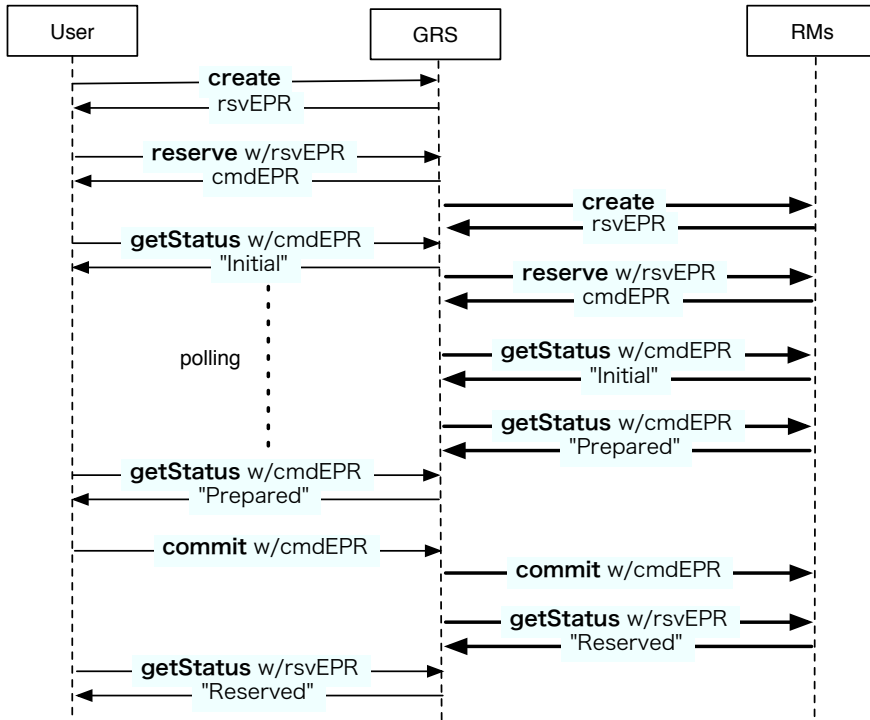 User
GRS
RMs
create
rsvEPR
reserve w/rsvEPR
cmdEPR
create
rsvEPR
getStatus w/cmdEPR
"Initial"
reserve w/rsvEPR
cmdEPR
polling
getStatus w/cmdEPR
"Initial"
getStatus w/cmdEPR
"Prepared"
getStatus w/cmdEPR
"Prepared"
commit w/cmdEPR
commit w/cmdEPR
getStatus w/rsvEPR
"Reserved"
getStatus w/rsvEPR
"Reserved"